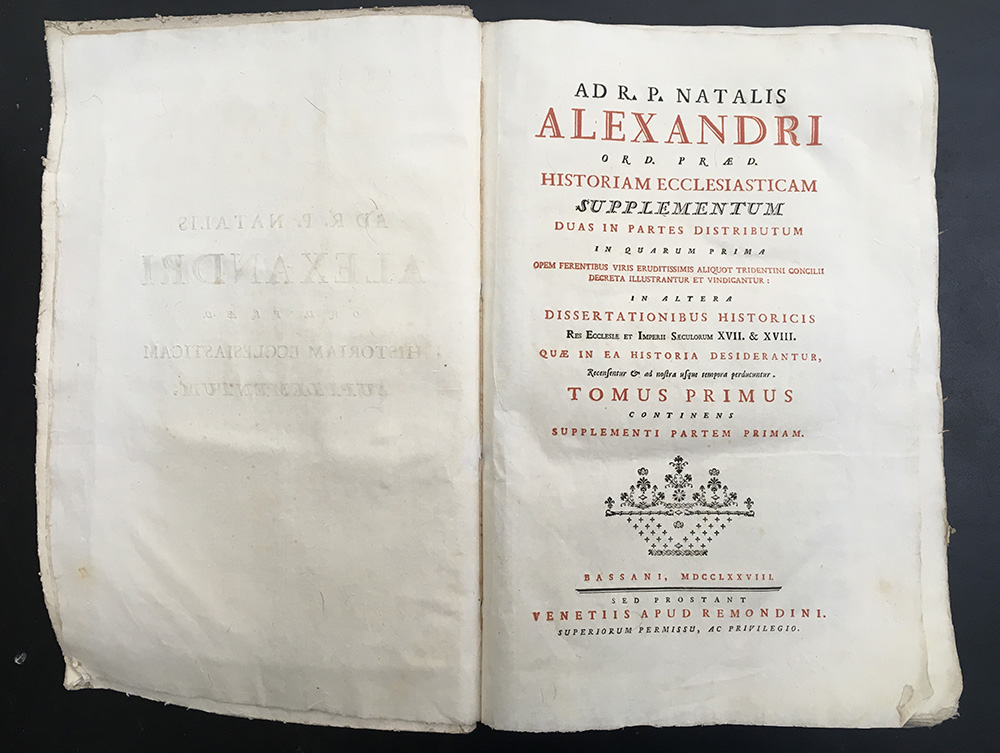 AD R. P. NATALIS
ALEXANDRI
ORD. PRÆD.
HISTORIAM ECCLESIASTICAM
SUPPLEMENTUM
DUAS IN PARTES DISTRIBUTUM
IN QUARUM PRIMA
OPEM FERENTIBUS VIRIS ERUDITISSIMIS ALIQUOT TRIDENTINI CONCILII
DECRETA ILLUSTRANTUR ET VINDICANTUR:
IN ALTERA
DISSERTATIONIBUS HISTORICIS
RES ECCLESIÆ ET IMPERII SÆCULORUM XVII. & XVIII.
QUÆ IN EA HISTORIA DESIDERANTUR,
Recenſentur & ad noſtra uſque tempora perducuntur.
TOMUS PRIMUS
CONTINENS
SUPPLEMENTI PARTEM PRIMAM.
BASSANI, MDCCLXXVIII.
SED PROSTANT
VENETIIS APUD REMONDINI.
SUPERIORUM PERMISSU, AC PRIVILEGIO.